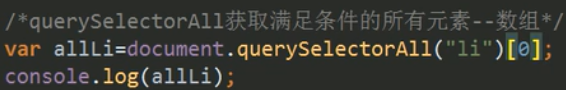 /*querySelectorAll获取满足条件的所有元素--数组*/
var allLi=document.querySelectorAll("li")[0];
console.log(allLi);